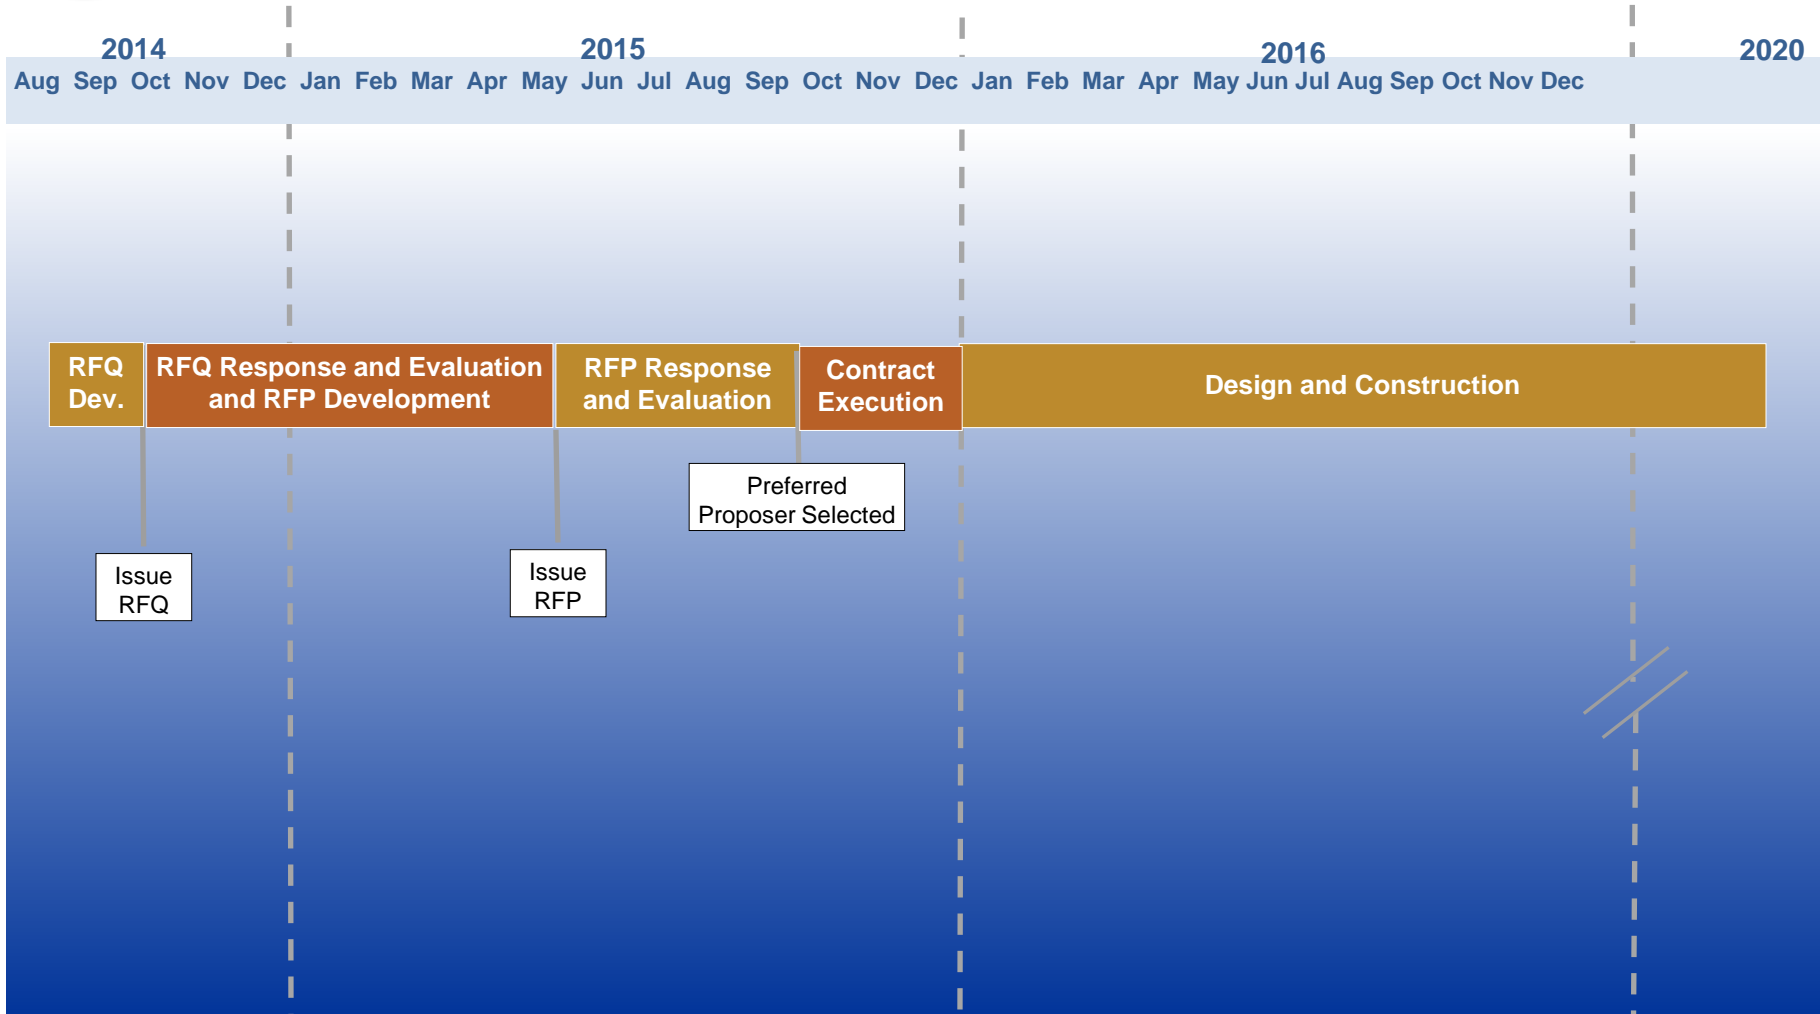 2014 2015 2016 2020
Aug Sep Oct Nov Dec Jan Feb Mar Apr May Jun Jul Aug Sep Oct Nov Dec Jan Feb Mar Apr May Jun Jul Aug Sep Oct Nov Dec
RFQ
Dev.
RFQ Response and Evaluation
and RFP Development
RFP Response
and Evaluation
Contract
Execution
Design and Construction
Preferred
Proposer Selected
Issue
RFQ
Issue
RFP